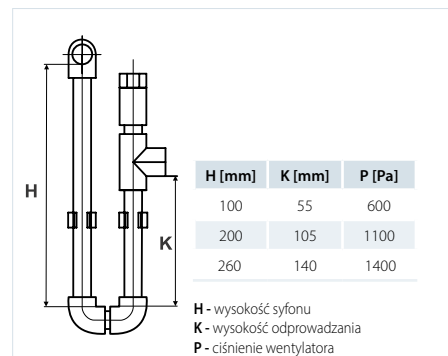 H
K
H [mm] K [mm] P [Pa]
100 55 600
200 105 1100
260 140 1400
H - wysokość syfonu
K - wysokość odprowadzania
P - ciśnienie wentylatora